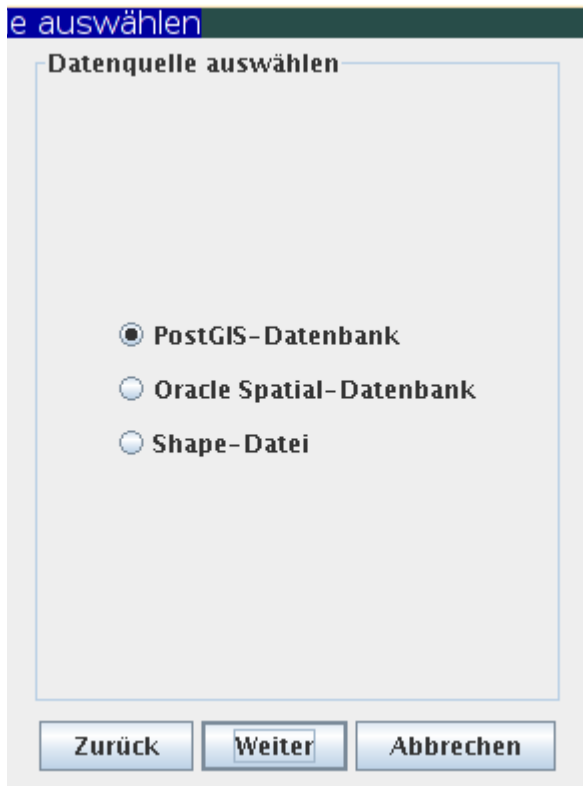 e auswählen
Datenquelle auswählen
PostGIS-Datenbank
Oracle Spatial-Datenbank
Shape-Datei
Zurück Weiter Abbrechen